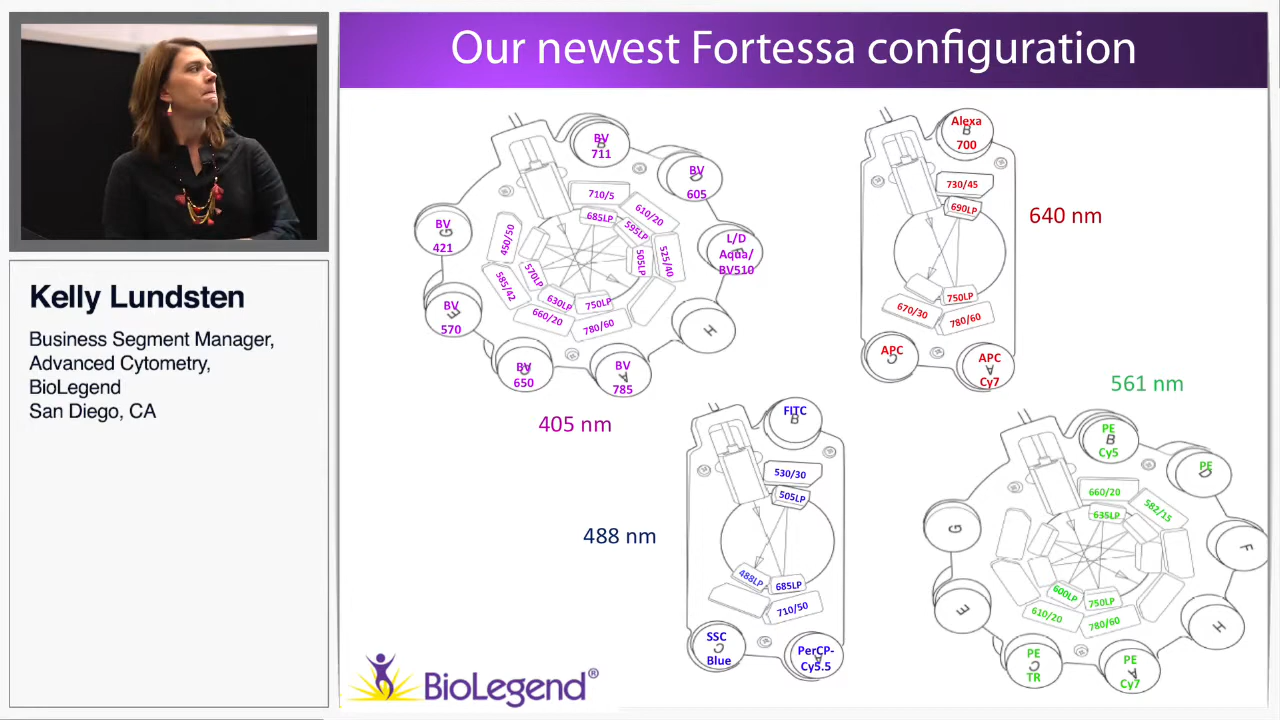 Our newest Fortessa configuration
Kelly Lundsten
Business Segment Manager,
Advanced Cytometry,
BioLegend
San Diego, CA
BV
B
711
BV
605
L/D
Aqua/
BV510
H
BV
A
785
BV
650
BV
E
570
BV
G
421
710/5
610/20
525/40
685LP
595LP
505LP
450/50
585/42
570LP
630LP
750LP
660/20
780/60
405 nm
Alexa
B
700
730/45
690LP
750LP
670/30
780/60
APC
C
APC
A
Cy7
640 nm
FITC
B
530/30
505LP
488LP
685LP
710/50
SSC
C
Blue
PerCP-
A
Cy5.5
488 nm
561 nm
PE
B
Cy5
PE
F
H
PE
A
Cy7
PE
C
TR
E
G
660/20
582/15
635LP
600LP
750LP
610/20
780/60
BioLegend®